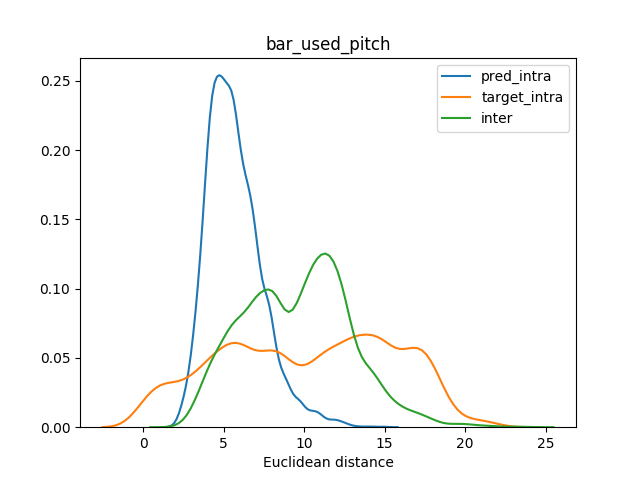 bar_used_pitch
pred_intra
target_intra
inter
0.25
0.20
0.15
0.10
0.05
0.00
0 5 10 15 20 25
Euclidean distance